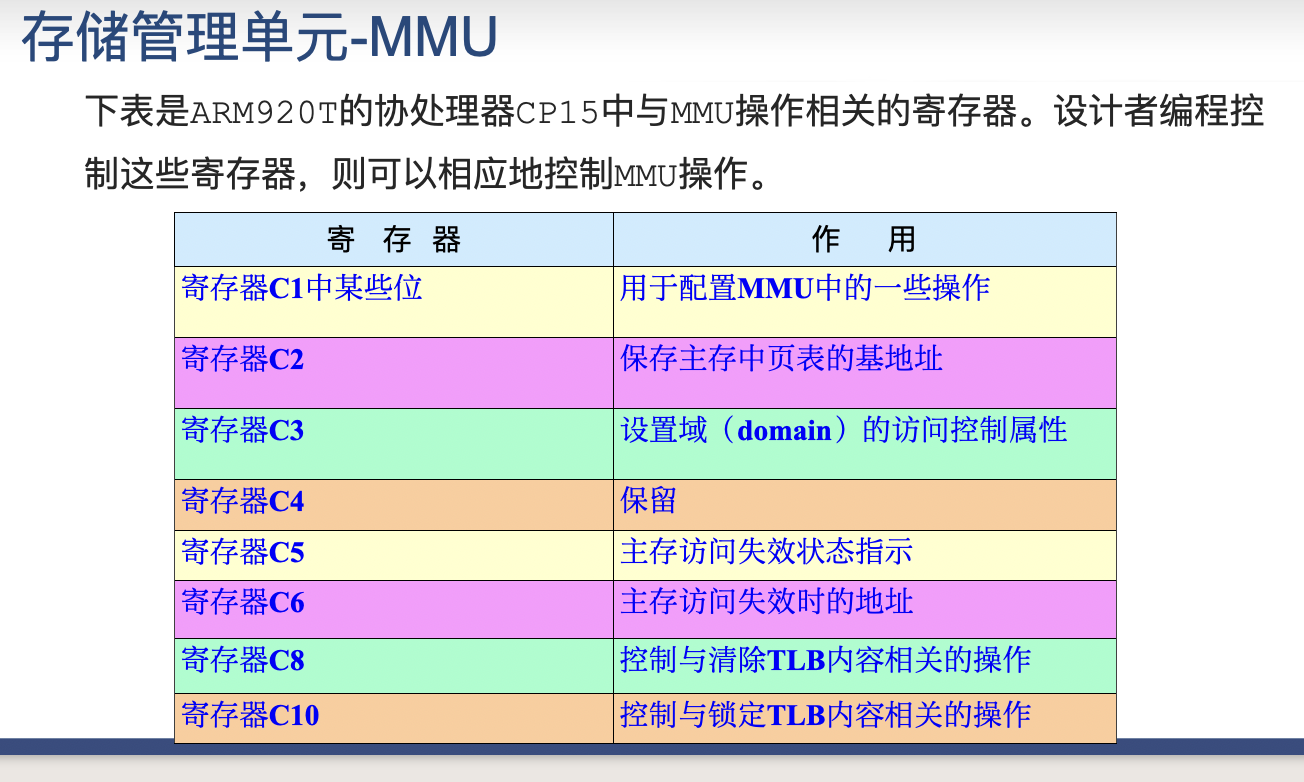 存储管理单元-MMU
下表是ARM920T的协处理器CP15中与MMU操作相关的寄存器。设计者编程控
制这些寄存器，则可以相应地控制MMU操作。
寄 存 器 作 用
寄存器C1中某些位 用于配置MMU中的一些操作
寄存器C2 保存主存中页表的基地址
寄存器C3 设置域（domain）的访问控制属性
寄存器C4 保留
寄存器C5 主存访问失效状态指示
寄存器C6 主存访问失效时的地址
寄存器C8 控制与清除TLB内容相关的操作
寄存器C10 控制与锁定TLB内容相关的操作